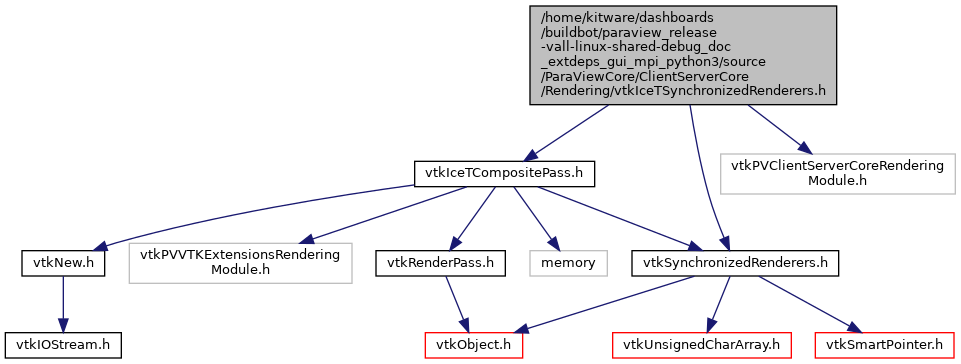 /home/kitware/dashboards
/buildbot/paraview_release
-vall-linux-shared-debug_doc
_extdeps_gui_mpi_python3/source
/ParaViewCore/ClientServerCore
/Rendering/vtkIceTSynchronizedRenderers.h
vtkIceTCompositePass.h
vtkPVClientServerCoreRendering
Module.h
vtkNew.h
vtkPVVTKExtensionsRendering
Module.h
vtkRenderPass.h
memory
vtkSynchronizedRenderers.h
vtkIOStream.h
vtkObject.h
vtkUnsignedCharArray.h
vtkSmartPointer.h